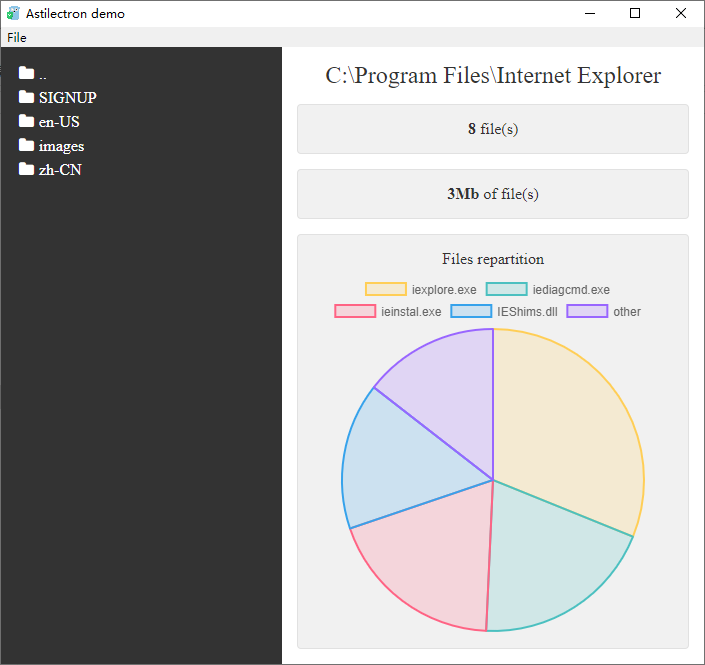 Astilectron demo
File
..
SIGNUP
en-US
images
zh-CN
C:\Program Files\Internet Explorer
8 file(s)
3Mb of file(s)
Files repartition
iexplore.exe iediagcmd.exe
ieinstal.exe IEShims.dll other